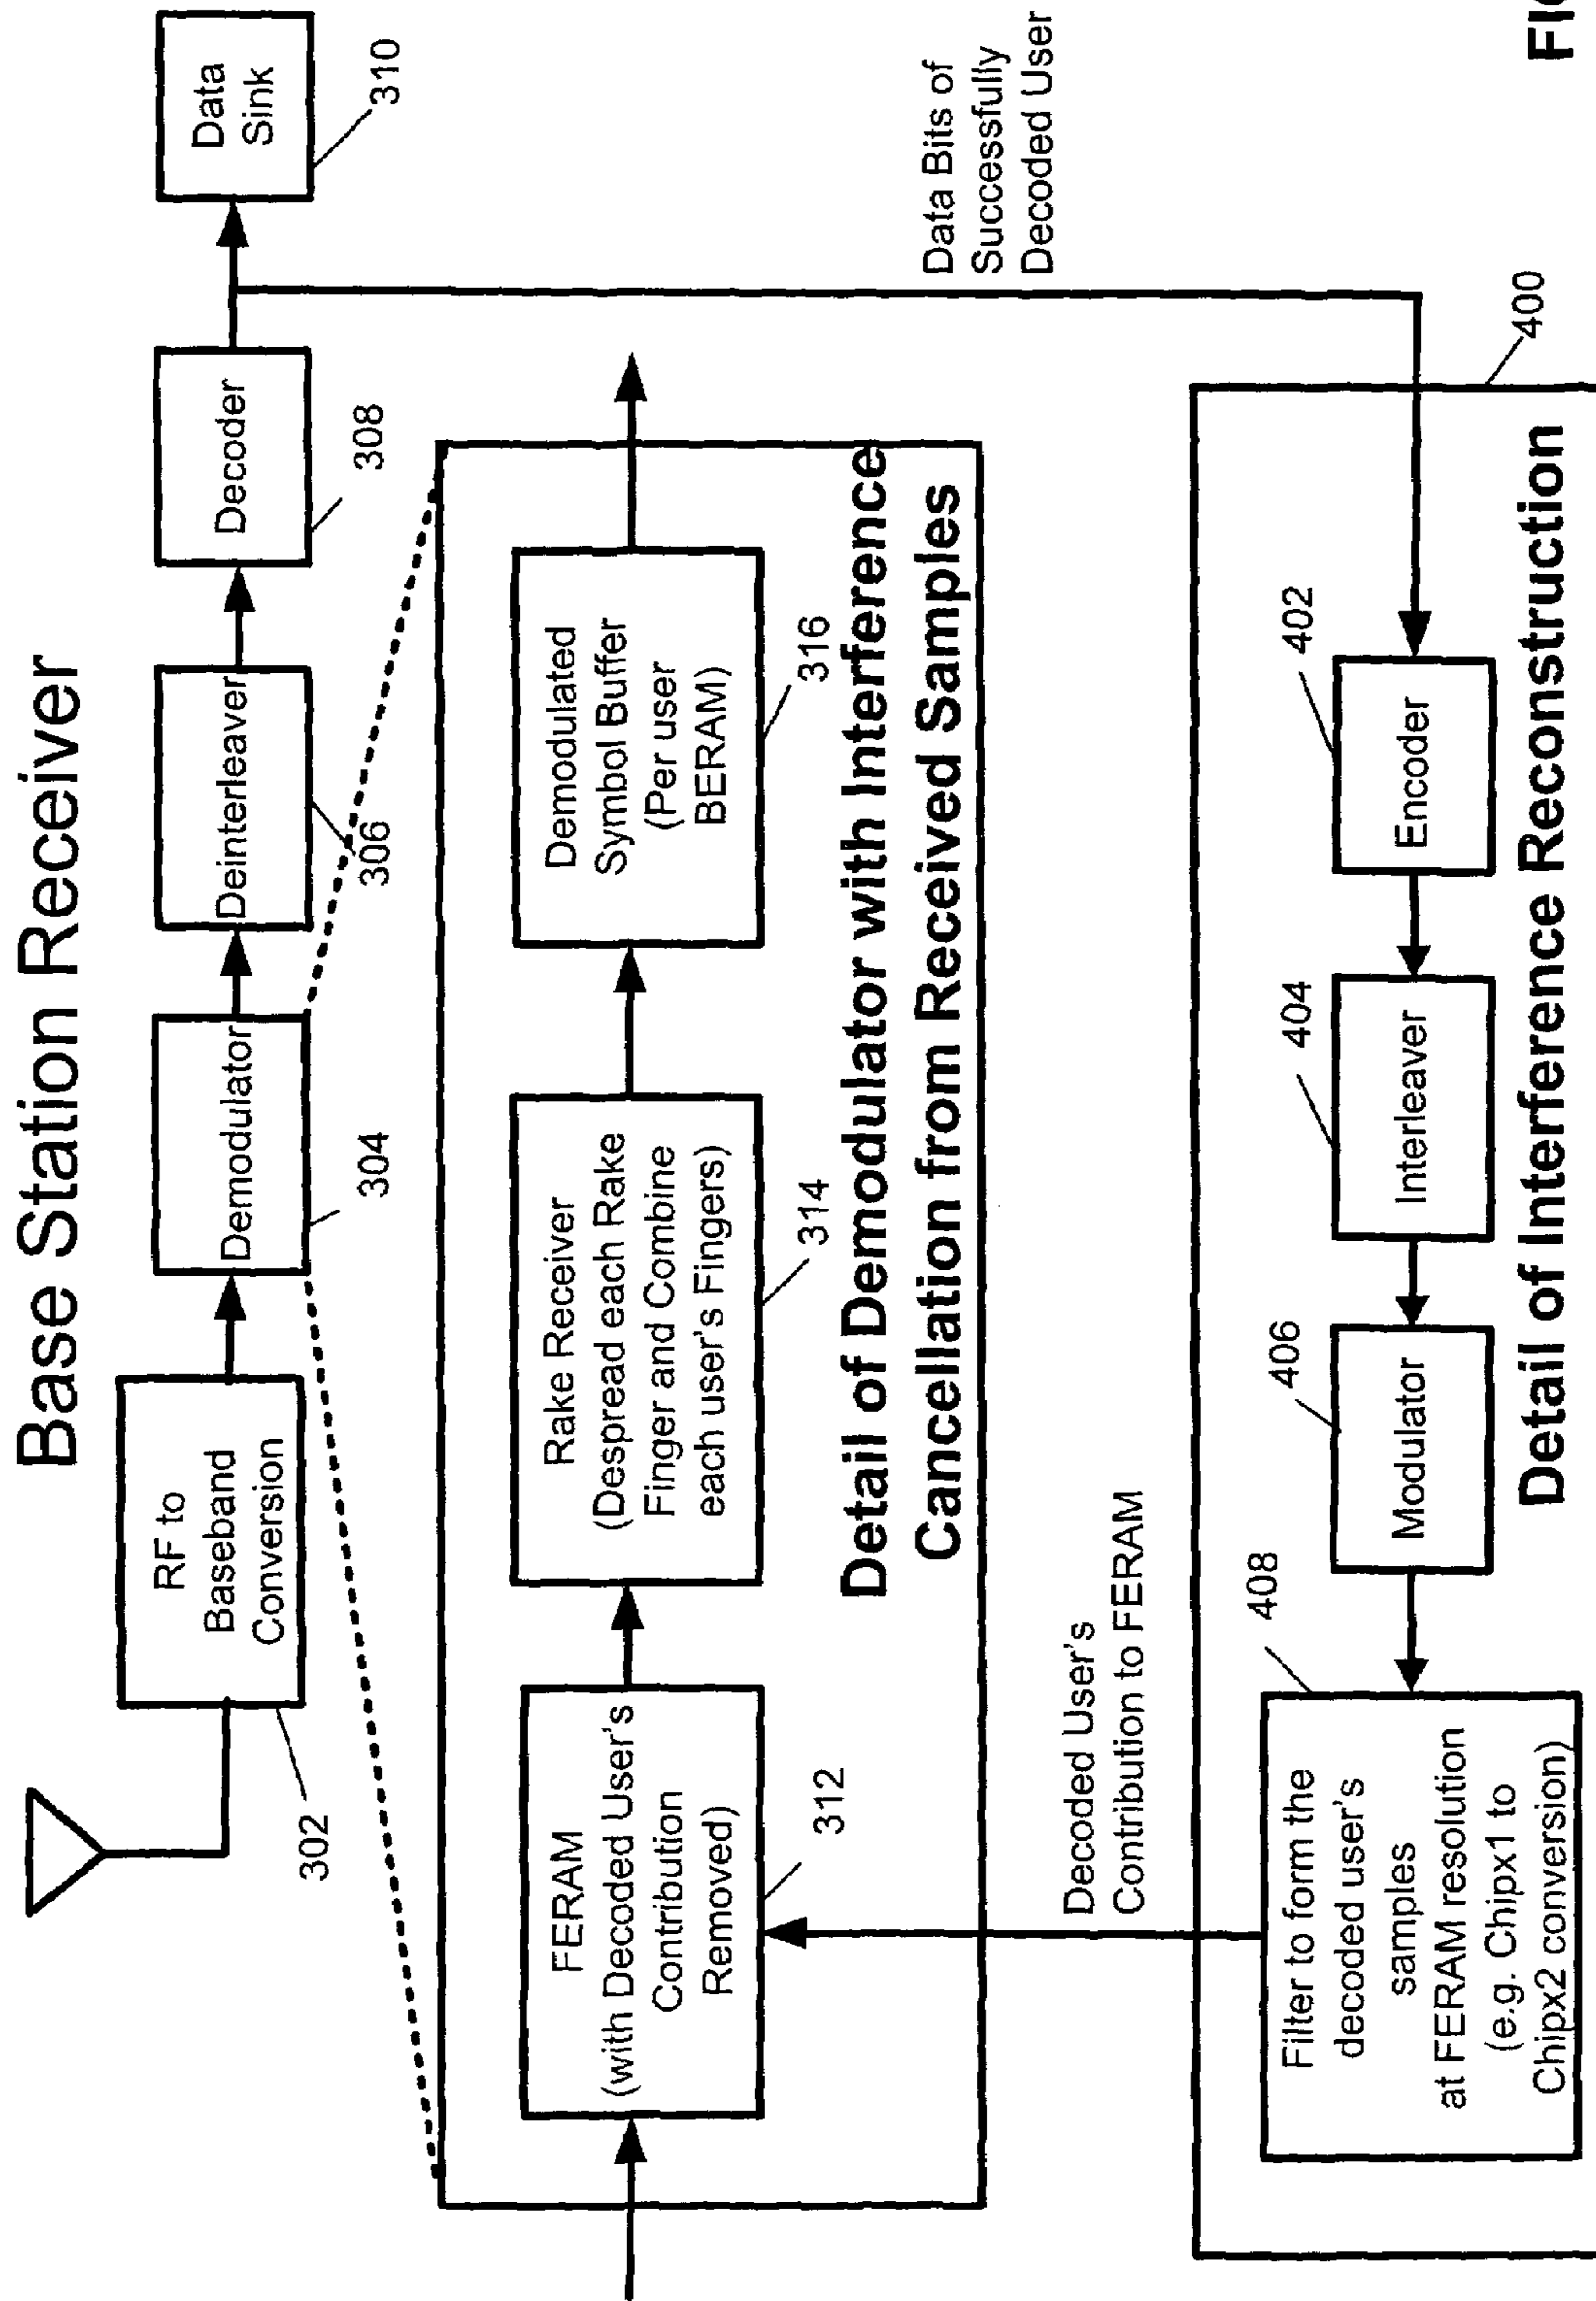 Base Station Receiver
RF to
Baseband
Conversion
302
Demodulator
304
Deinterleaver
306
Decoder
308
Data
Sink
310
FERAM
(with Decoded User's
Contribution
Removed)
312
Rake Receiver
(Despread each Rake
Finger and Combine
each user's Fingers)
314
Demodulated
Symbol Buffer
(Per user
BERAM)
316
Detail of Demodulator with Interference
Cancellation from Received Samples
Data Bits of
Successfully
Decoded User
Decoded User's
Contribution to FERAM
400
Filter to form the
decoded user's
samples
at FERAM resolution
(e.g. Chipx1 to
Chipx2 conversion)
408
Modulator
406
Interleaver
404
Encoder
402
Detail of Interference Reconstruction